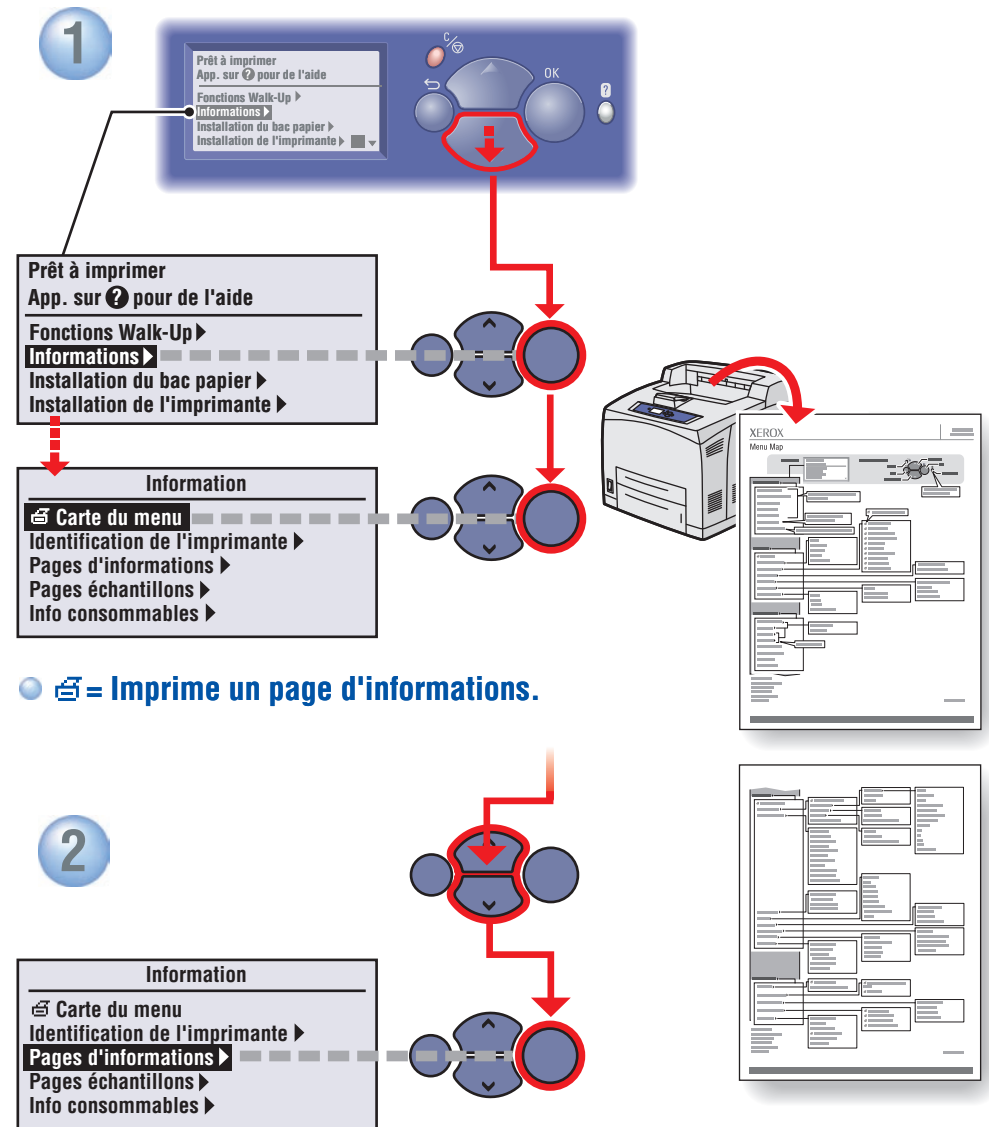 1
Prêt à imprimer
App. sur ? pour de l'aide
Fonctions Walk-Up
Informations
Installation du bac papier
Installation de l'imprimante
C/
OK
?
Prêt à imprimer
App. sur ? pour de l'aide
Fonctions Walk-Up
Informations
Installation du bac papier
Installation de l'imprimante
Information
Carte du menu
Identification de l'imprimante
Pages d'informations
Pages échantillons
Info consommables
XEROX
Menu Map
= Imprime un page d'informations.
2
Information
Carte du menu
Identification de l'imprimante
Pages d'informations
Pages échantillons
Info consommables